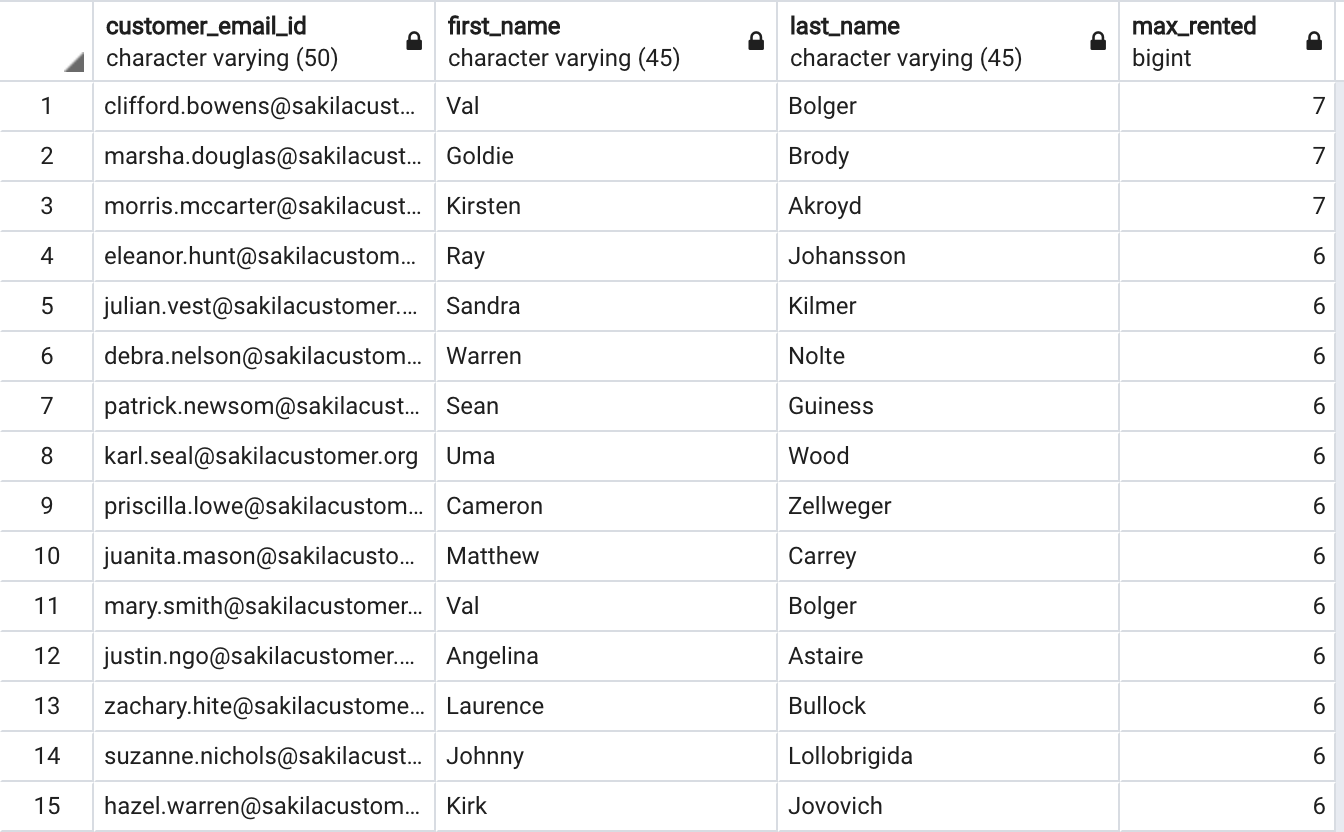 customer_email_id first_name last_name max_rented
character varying (50) character varying (45) character varying (45) bigint
1 clifford.bowens@sakilacust... Val Bolger 7
2 marsha.douglas@sakilacust... Goldie Brody 7
3 morris.mccarter@sakilacust... Kirsten Akroyd 7
4 eleanor.hunt@sakilacustom... Ray Johansson 6
5 julian.vest@sakilacustomer.... Sandra Kilmer 6
6 debra.nelson@sakilacustom... Warren Nolte 6
7 patrick.newsom@sakilacust... Sean Guiness 6
8 karl.seal@sakilacustomer.org Uma Wood 6
9 priscilla.lowe@sakilacustom... Cameron Zellweger 6
10 juanita.mason@sakilacusto... Matthew Carrey 6
11 mary.smith@sakilacustomer... Val Bolger 6
12 justin.ngo@sakilacustomer.... Angelina Astaire 6
13 zachary.hite@sakilacustome... Laurence Bullock 6
14 suzanne.nichols@sakilacust... Johnny Lollobrigida 6
15 hazel.warren@sakilacustom... Kirk Jovovich 6